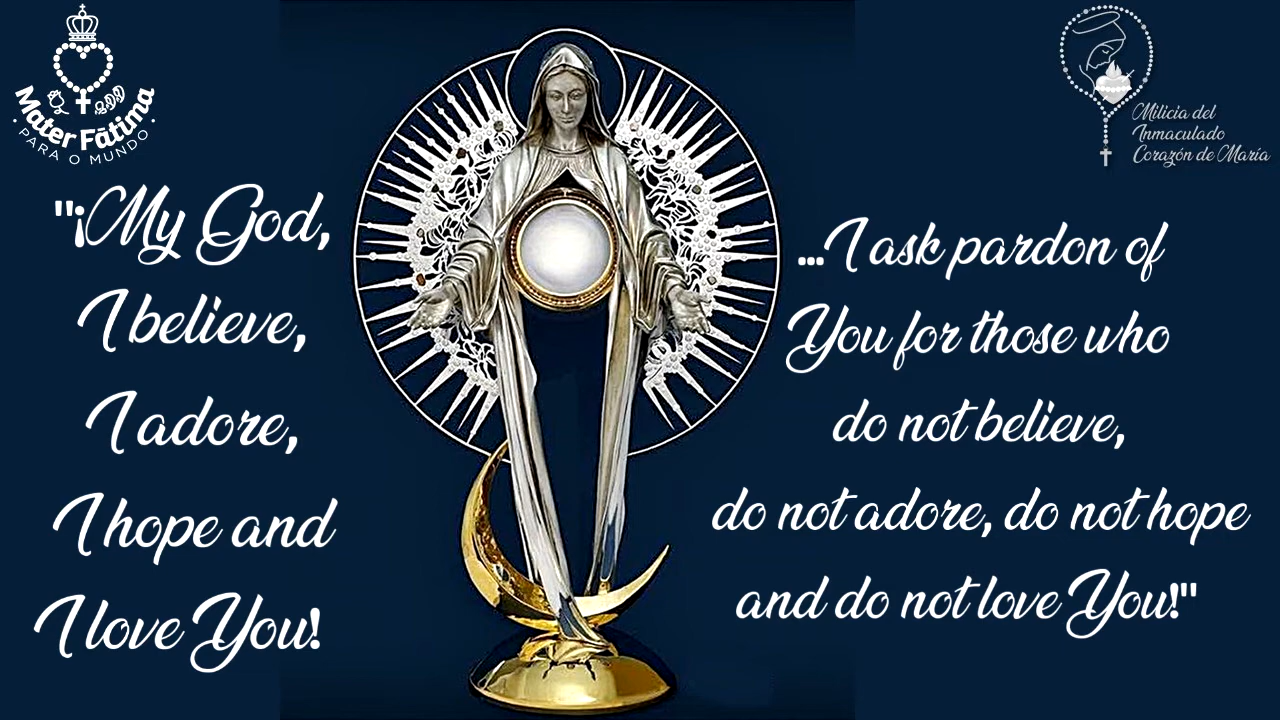 Mater Fátima
· PARA O MUNDO ·
Milicia del
Inmaculado
Corazón de María
"¡My God,
I believe,
I adore,
I hope and
I love You!
...I ask pardon of
You for those who
do not believe,
do not adore, do not hope
and do not love You!"